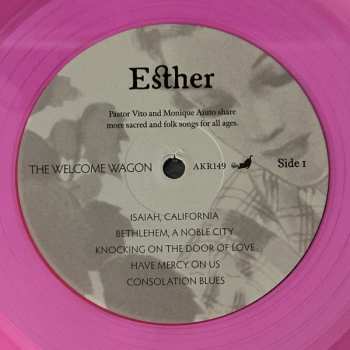 Esther
Pastor Vito and Monique Aiuto share
more sacred and folk songs for all ages.
THE WELCOME WAGON AKR149 Side 1
ISAIAH, CALIFORNIA
BETHLEHEM, A NOBLE CITY
KNOCKING ON THE DOOR OF LOVE
HAVE MERCY ON US
CONSOLATION BLUES